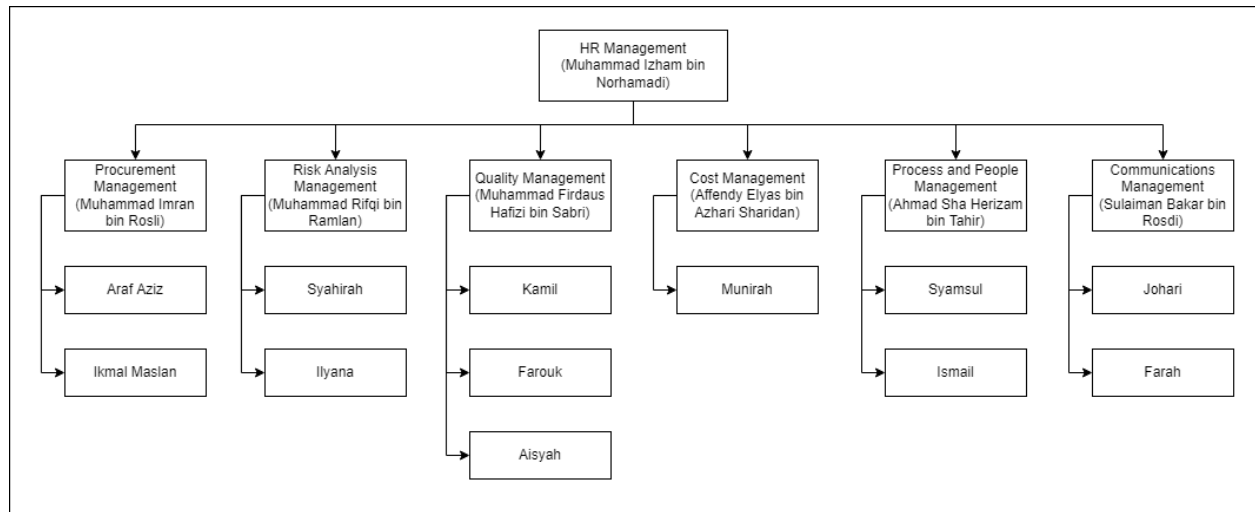 HR Management
(Muhammad Izham bin
Norhamadi)
Procurement
Management
(Muhammad Imran
bin Rosli)
Risk Analysis
Management
(Muhammad Rifqi bin
Ramlan)
Quality Management
(Muhammad Firdaus
Hafizi bin Sabri)
Cost Management
(Affendy Elyas bin
Azhari Sharidan)
Process and People
Management
(Ahmad Sha Herizam
bin Tahir)
Communications
Management
(Sulaiman Bakar bin
Rosdi)
Araf Aziz
Syahirah
Kamil
Munirah
Syamsul
Johari
Ikmal Maslan
Ilyana
Farouk
Ismail
Farah
Aisyah